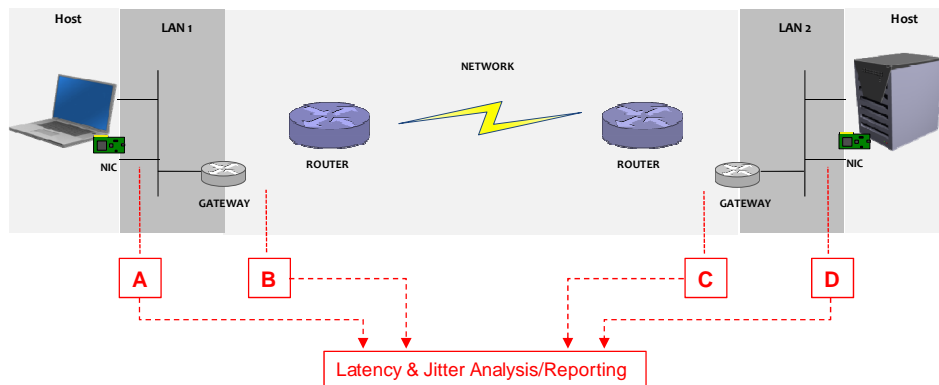 Host
LAN 1
LAN 2
Host
NETWORK
ROUTER
ROUTER
NIC
NIC
GATEWAY
GATEWAY
A
B
C
D
Latency & Jitter Analysis/Reporting